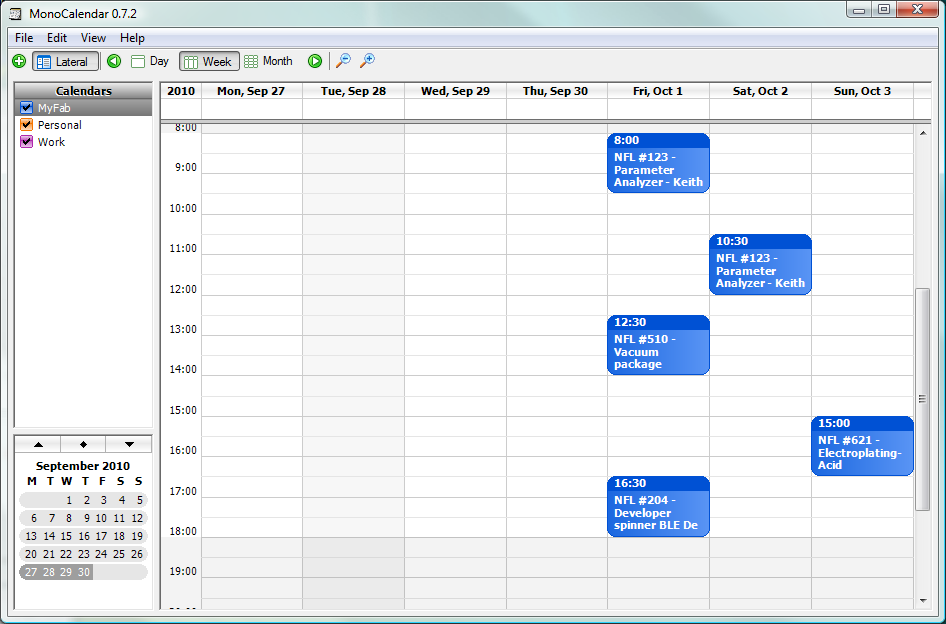 MonoCalendar 0.7.2
File Edit View Help
Lateral Day Week Month
Calendars
MyFab
Personal
Work
September 2010
M T W T F S S
1 2 3 4 5
6 7 8 9 10 11 12
13 14 15 16 17 18 19
20 21 22 23 24 25 26
27 28 29 30
2010 Mon, Sep 27 Tue, Sep 28 Wed, Sep 29 Thu, Sep 30 Fri, Oct 1 Sat, Oct 2 Sun, Oct 3
8:00
9:00
10:00
11:00
12:00
13:00
14:00
15:00
16:00
17:00
18:00
19:00
8:00
NFL #123 -
Parameter
Analyzer - Keith
12:30
NFL #510 -
Vacuum
package
16:30
NFL #204 -
Developer
spinner BLE De
10:30
NFL #123 -
Parameter
Analyzer - Keith
15:00
NFL #621 -
Electroplating-
Acid